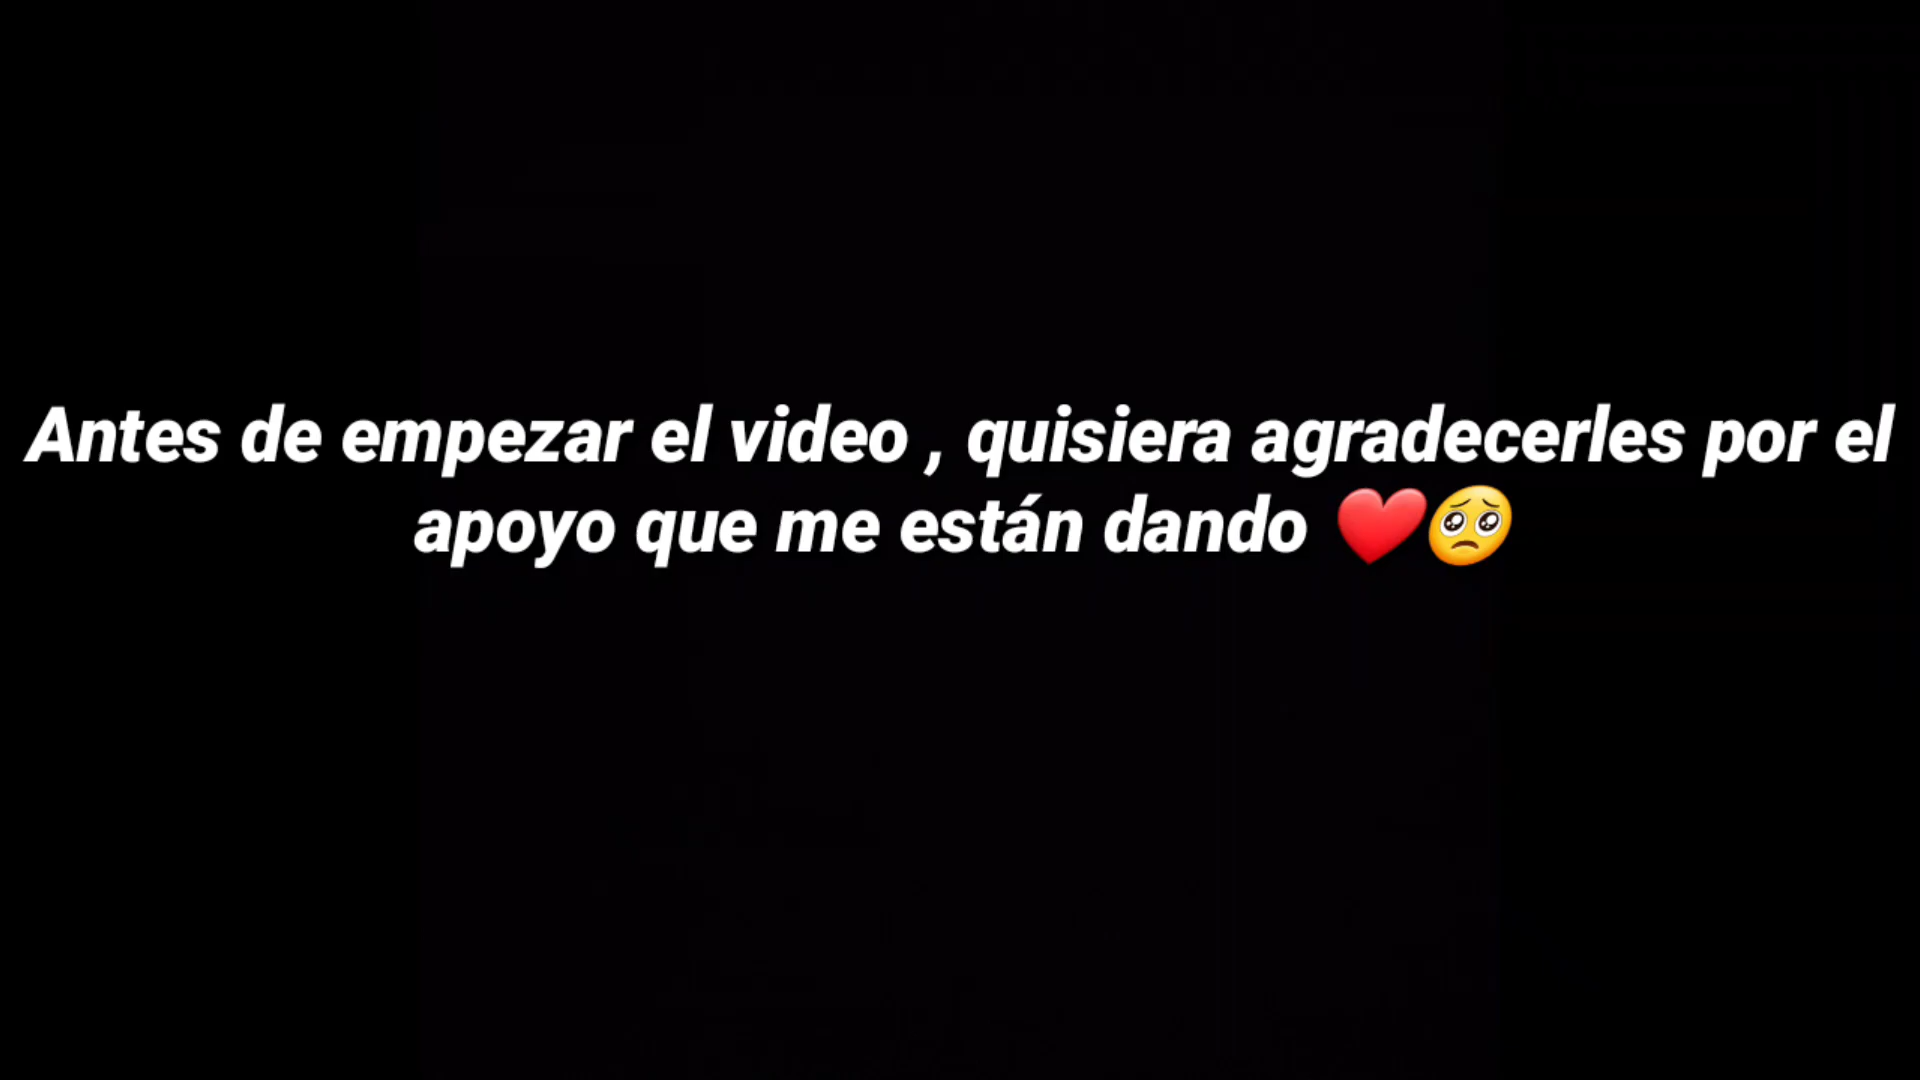 Antes de empezar el video , quisiera agradecerles por el
apoyo que me están dando ❤️🥺